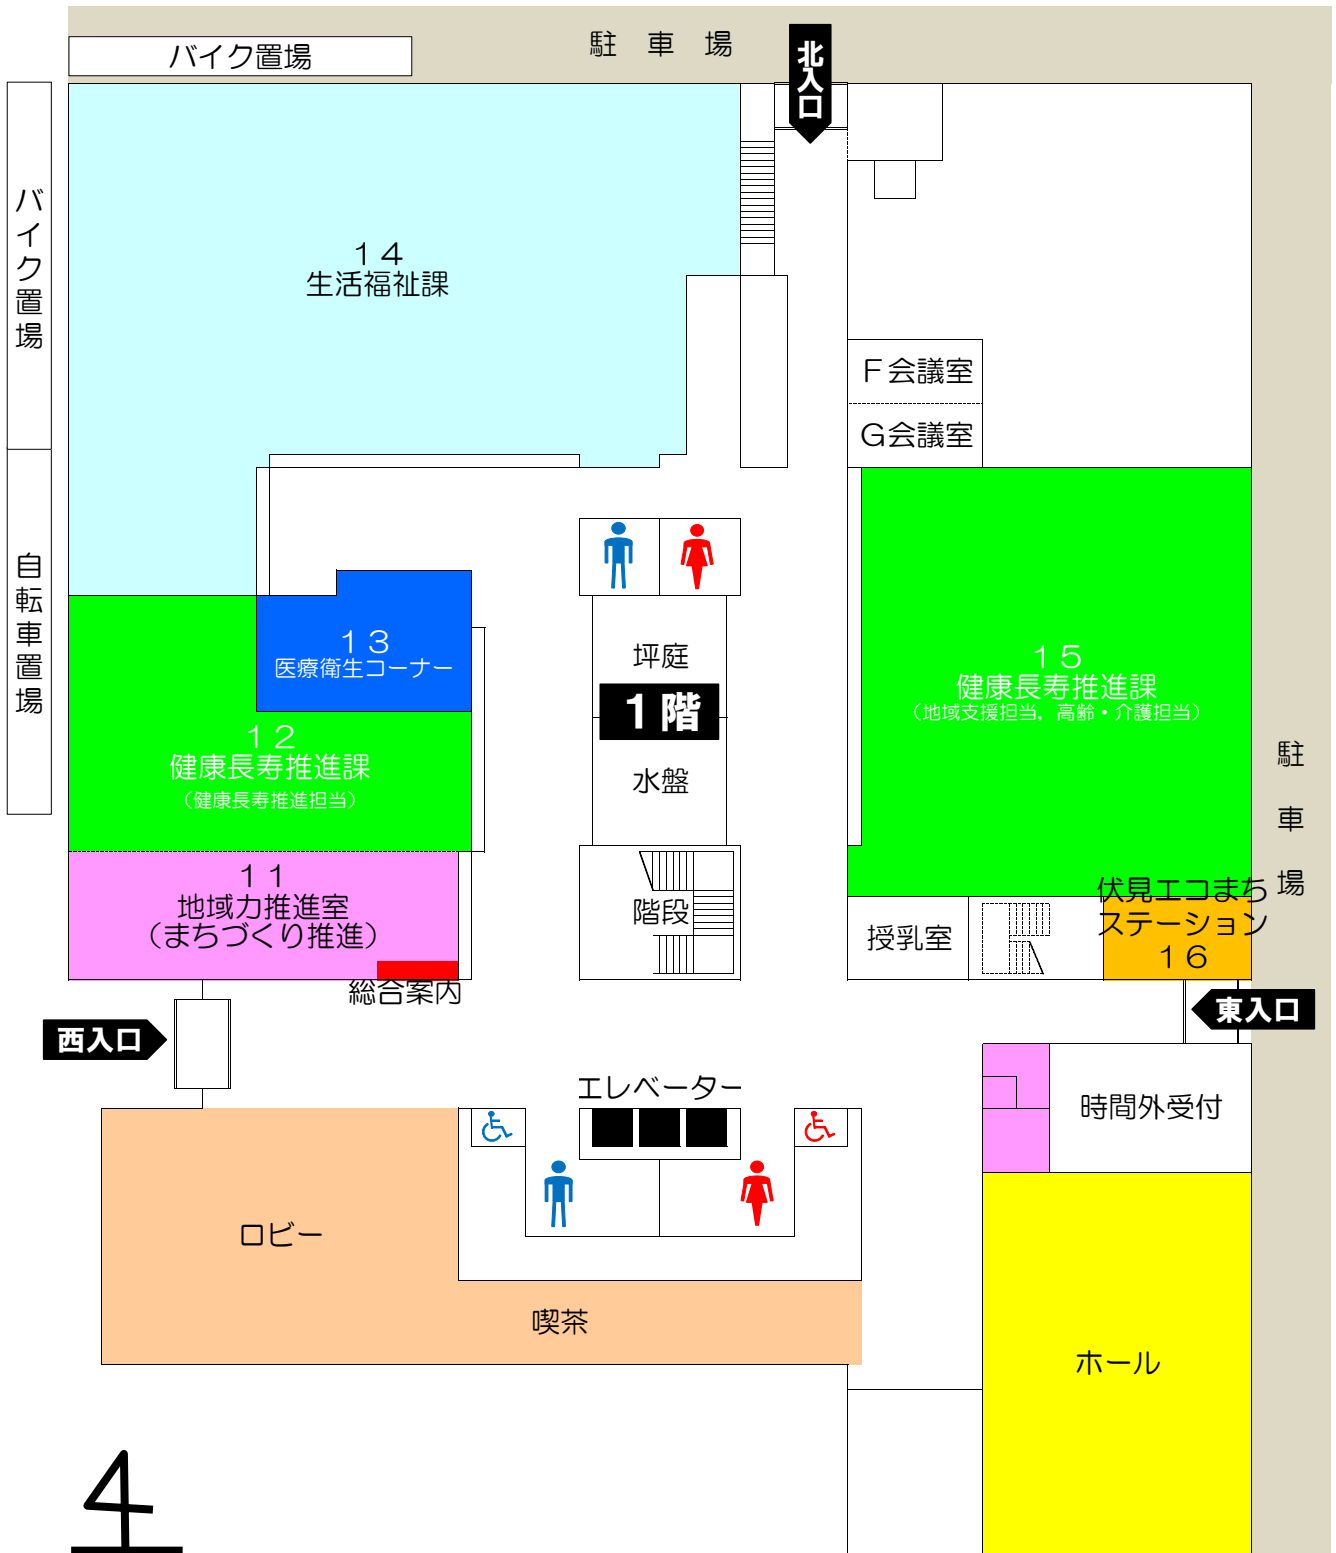 駐車場
バイク置場
北入口
バイク置場
14
生活福祉課
F会議室
G会議室
自転車置場
13
医療衛生コーナー
坪庭
1階
水盤
15
健康長寿推進課
（地域支援担当，高齢・介護担当）
12
健康長寿推進課
（健康長寿推進担当）
駐車場
11
地域力推進室
（まちづくり推進）
総合案内
階段
授乳室
伏見エコまち
ステーション
16
西入口
東入口
エレベーター
時間外受付
ロビー
喫茶
ホール